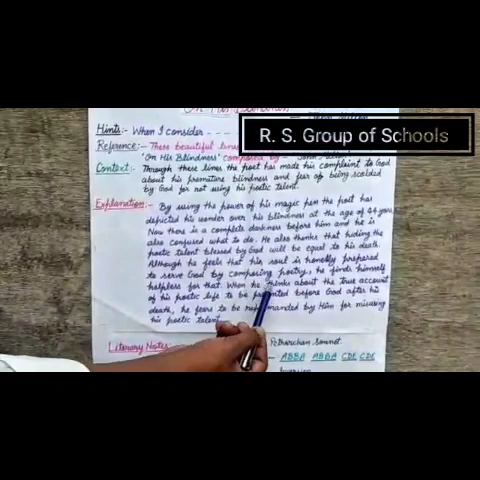 On His Blindness
R. S. Group of Schools
Hints:- When I consider - - -
Reference:- These beautiful lines
'On His Blindness' composed by - John
Context:- Through these lines the poet has made his complaint to God
about his premature blindness and fear of being scolded
by God for not using his poetic talent.
Explanation:- By using the power of his magic pen the poet has
depicted his wonder over his blindness at the age of 44 years
Now there is a complete darkness before him and he is
also confused what to do. He also thinks that hiding the
poetic talent blessed by God will be equal to his death.
Although he feels that his soul is honestly prepared
to serve God by composing poetry, he finds himself
helpless for that. When he thinks about the true account
of his poetic life to be presented before God after his
death, he fears to be reprimanded by Him for misusing
his poetic talent
Literary Notes:- Petrarchan Sonnet
- ABBA ABBA CDE CDE
Inversion